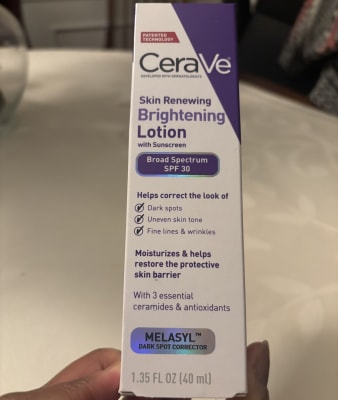 PATENTED
TECHNOLOGY
CeraVe
DEVELOPED WITH DERMATOLOGISTS
Skin Renewing
Brightening
Lotion
with Sunscreen
Broad Spectrum
SPF 30
Helps correct the look of
Dark spots
Uneven skin tone
Fine lines & wrinkles
Moisturizes & helps
restore the protective
skin barrier
With 3 essential
ceramides & antioxidants
MELASYL™
DARK SPOT CORRECTOR
1.35 FL OZ (40 ml)